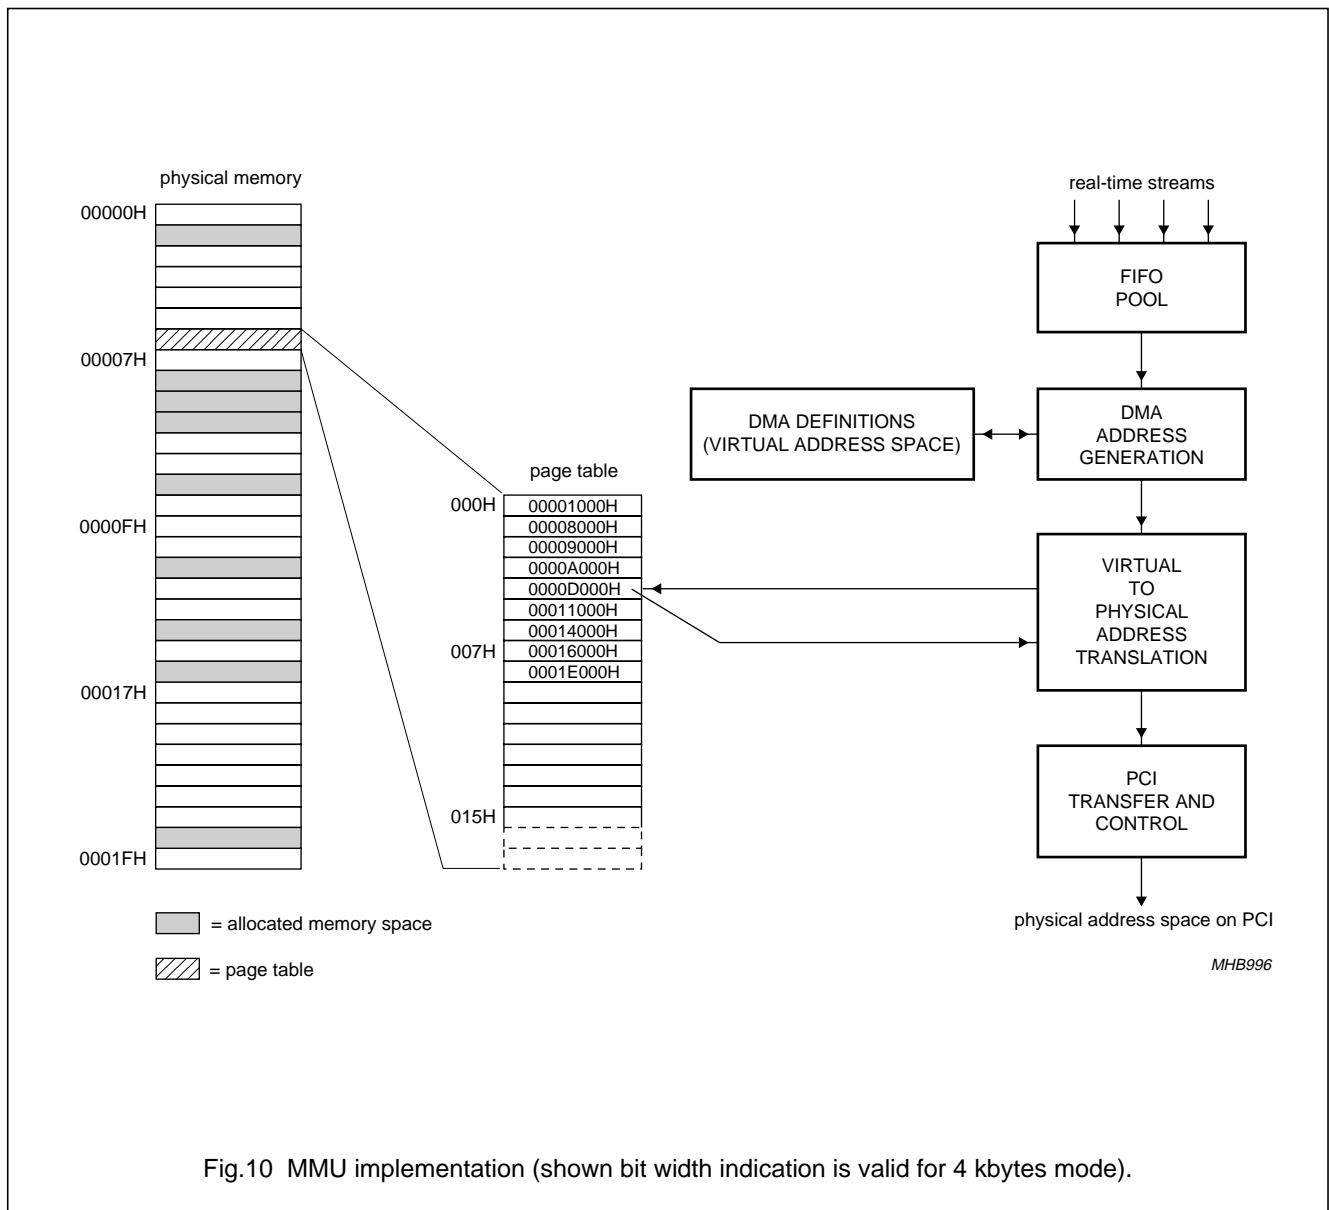 physical memory
00000H
00007H
0000FH
00017H
0001FH
= allocated memory space
= page table
page table
000H
00001000H
00008000H
00009000H
0000A000H
0000D000H
00011000H
00014000H
007H
00016000H
0001E000H
015H
real-time streams
FIFO
POOL
DMA DEFINITIONS
(VIRTUAL ADDRESS SPACE)
DMA
ADDRESS
GENERATION
VIRTUAL
TO
PHYSICAL
ADDRESS
TRANSLATION
PCI
TRANSFER AND
CONTROL
physical address space on PCI
MHB996
Fig.10 MMU implementation (shown bit width indication is valid for 4 kbytes mode).